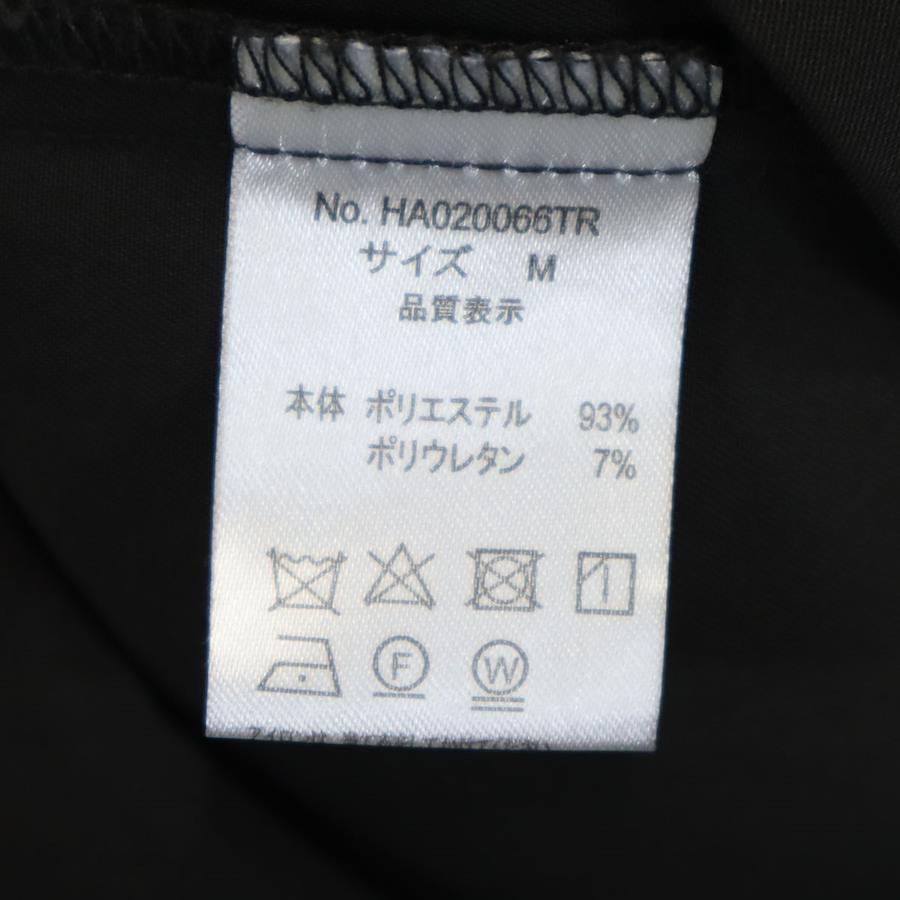 No. HA020066TR
サイズ M
品質表示
本体 ポリエステル 93%
ポリウレタン 7%
F
W